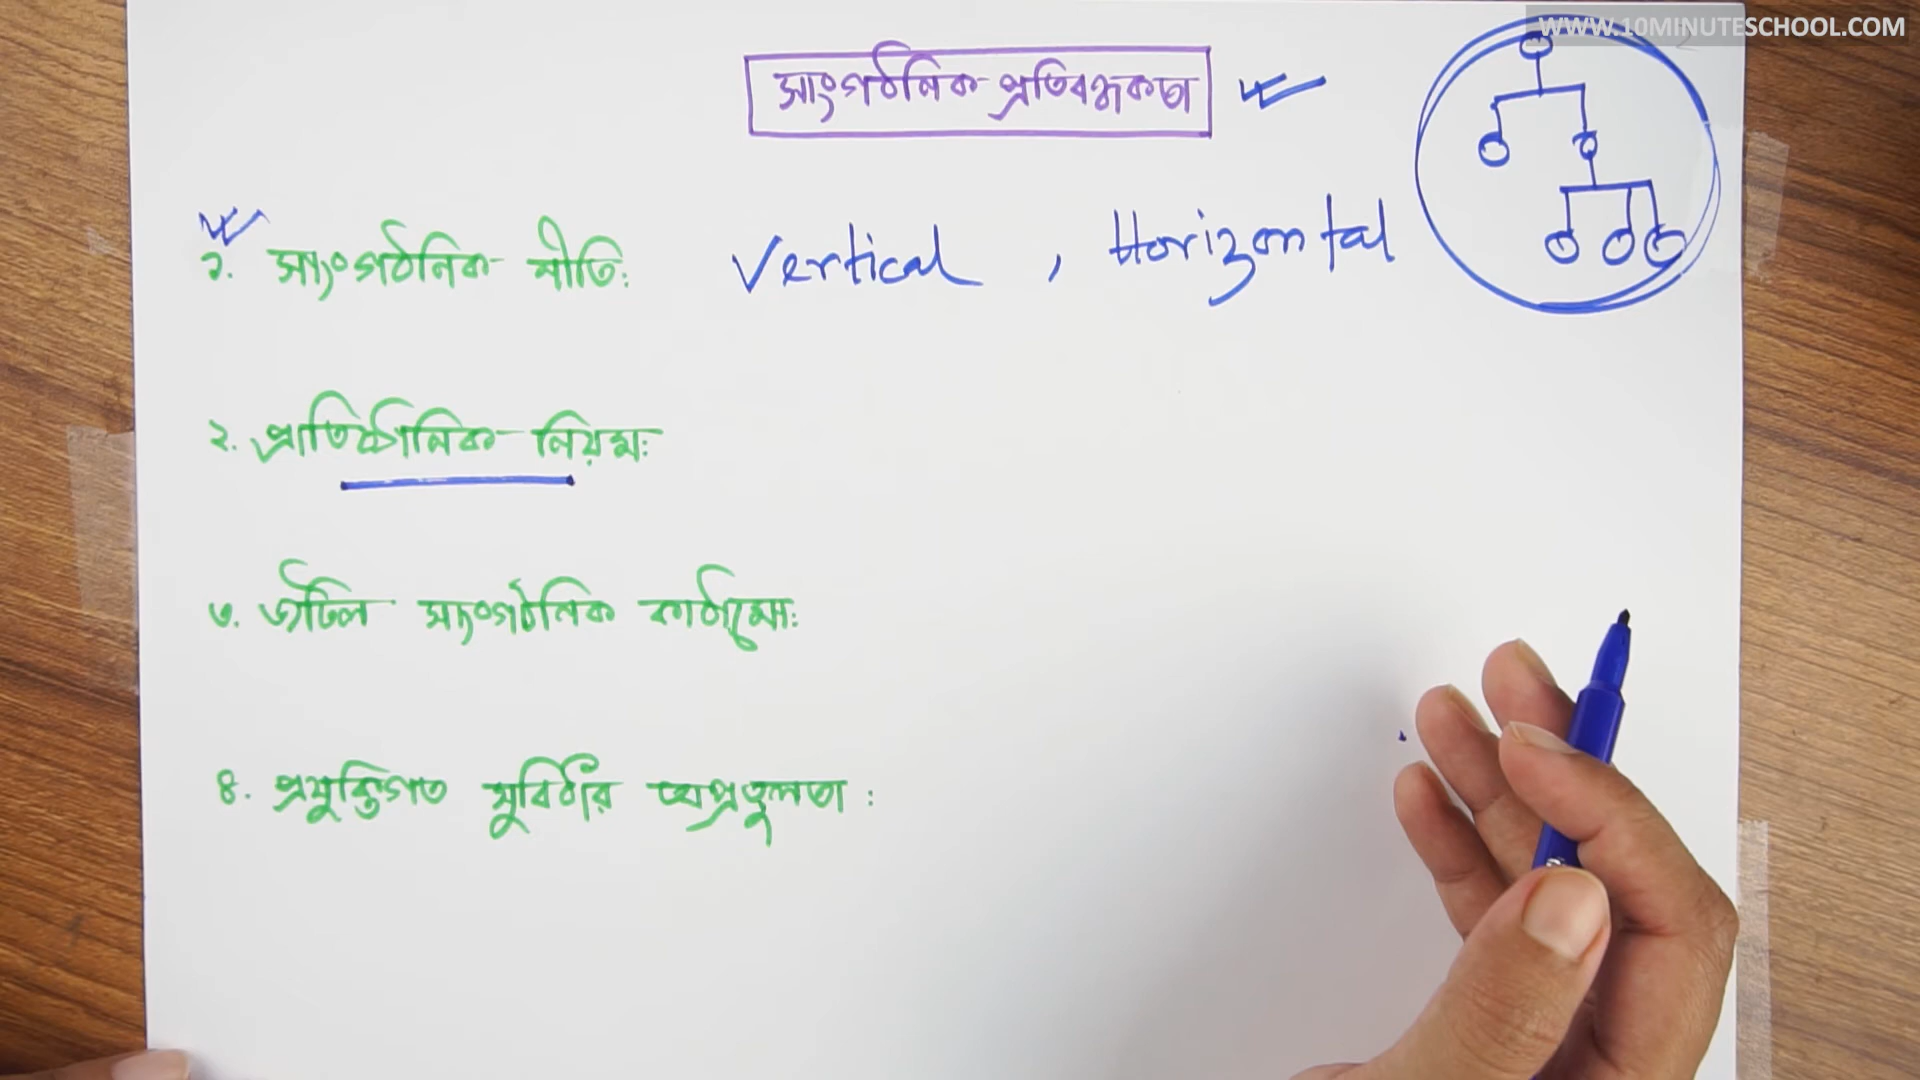 WWW.10MINUTESCHOOL.COM
সাংগঠনিক প্রতিবন্ধকতা
১. সাংগঠনিক নীতি: Vertical , Horizontal
২. প্রাতিষ্ঠানিক নিয়ম:
৩. জটিল সাংগঠনিক কাঠামো:
৪. প্রযুক্তিগত সুবিধার অপ্রতুলতা :